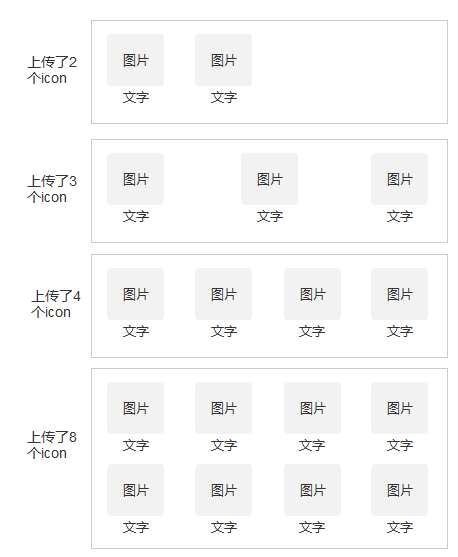 上传了2
个icon
图片 图片
文字 文字
上传了3
个icon
图片 图片 图片
文字 文字 文字
上传了4
个icon
图片 图片 图片 图片
文字 文字 文字 文字
上传了8
个icon
图片 图片 图片 图片
文字 文字 文字 文字
图片 图片 图片 图片
文字 文字 文字 文字